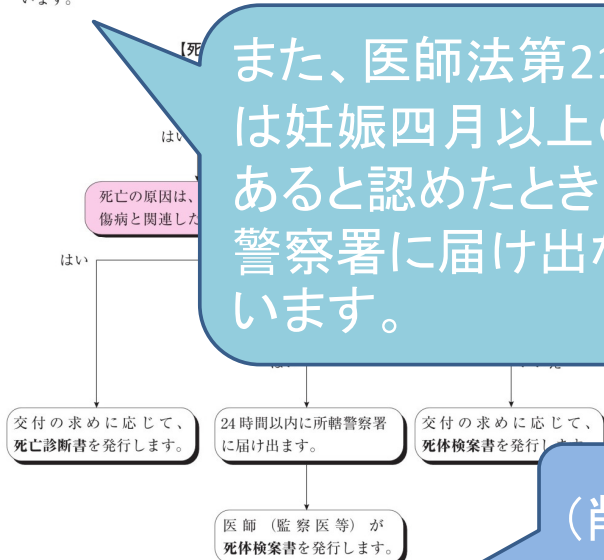 います。
【死
また、医師法第21
は妊娠四月以上の
あると認めたとき
警察署に届け出な
います。
はい
死亡の原因は、
傷病と関連した
はい
交付の求めに応じて、
死亡診断書を発行します。
24時間以内に所轄警察署
に届け出ます。
交付の求めに応じて、
死体検案書を発行し
医師（監察医等）が
死体検案書を発行します。
（削